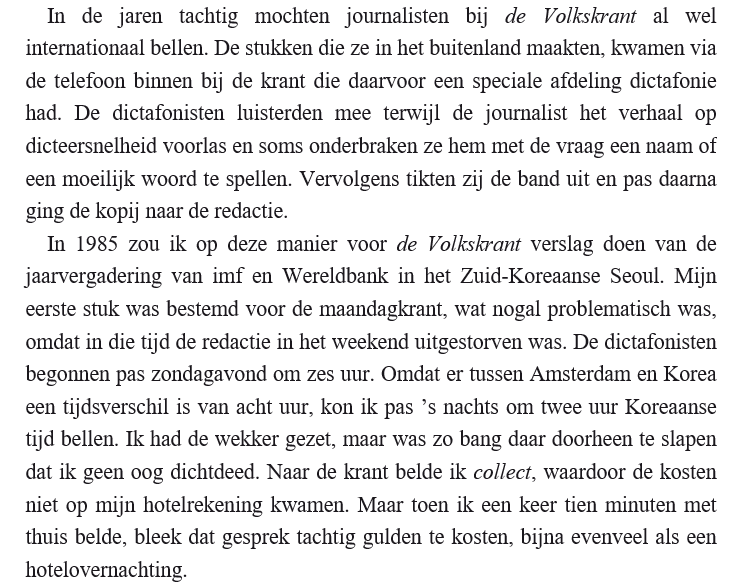 In de jaren tachtig mochten journalisten bij de Volkskrant al wel
internationaal bellen. De stukken die ze in het buitenland maakten, kwamen via
de telefoon binnen bij de krant die daarvoor een speciale afdeling dictafonie
had. De dictafonisten luisterden mee terwijl de journalist het verhaal op
dicteersnelheid voorlas en soms onderbraken ze hem met de vraag een naam of
een moeilijk woord te spellen. Vervolgens tikten zij de band uit en pas daarna
ging de kopij naar de redactie.
In 1985 zou ik op deze manier voor de Volkskrant verslag doen van de
jaarvergadering van imf en Wereldbank in het Zuid-Koreaanse Seoul. Mijn
eerste stuk was bestemd voor de maandagkrant, wat nogal problematisch was,
omdat in die tijd de redactie in het weekend uitgestorven was. De dictafonisten
begonnen pas zondagavond om zes uur. Omdat er tussen Amsterdam en Korea
een tijdsverschil is van acht uur, kon ik pas ’s nachts om twee uur Koreaanse
tijd bellen. Ik had de wekker gezet, maar was zo bang daar doorheen te slapen
dat ik geen oog dichtdeed. Naar de krant belde ik collect, waardoor de kosten
niet op mijn hotelrekening kwamen. Maar toen ik een keer tien minuten met
thuis belde, bleek dat gesprek tachtig gulden te kosten, bijna evenveel als een
hotelovernachting.